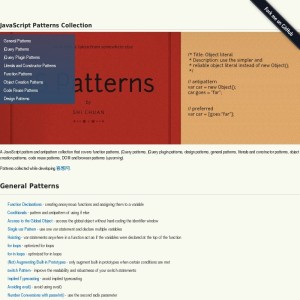 Fork me on GitHub
JavaScript Patterns Collection
General Patterns
jQuery Patterns
jQuery Plugin Patterns
Literals and Constructor Patterns
Function Patterns
Object Creation Patterns
Code Reuse Patterns
Design Patterns
Patterns
by
SHI CHUAN
/* Title: Object literal
* Description: use the simpler and
* reliable object literal instead of new Object();
*/
// antipattern
var car = new Object();
car.goes = "far";
// preferred
var car = {goes: "far"};
A JavaScript pattern and antipattern collection that covers function patterns, jQuery patterns, jQuery plugin patterns, design patterns, general patterns, literals and constructor patterns, object
creation patterns, code reuse patterns, DOM and browser patterns (upcoming).
Patterns collected while developing
General Patterns
Function Declarations - creating anonymous functions and assigning them to a variable
Conditionals - pattern and antipattern of using if else
Access to the Global Object - access the global object without hard-coding the identifier window
Single var Pattern - use one var statement and declare multiple variables
Hoisting - var statements anywhere in a function act as if the variables were declared at the top of the function
for loops - optimized for loops
for-in loops - optimized for-in loops
(Not) Augmenting Built-in Prototypes - only augment built-in prototypes when certain conditions are met
switch Pattern - improve the readability and robustness of your switch statements
Implied Typecasting - avoid implied typecasting
Avoiding eval() - avoid using eval()
Number Conversions with parseInt() - use the second radix parameter